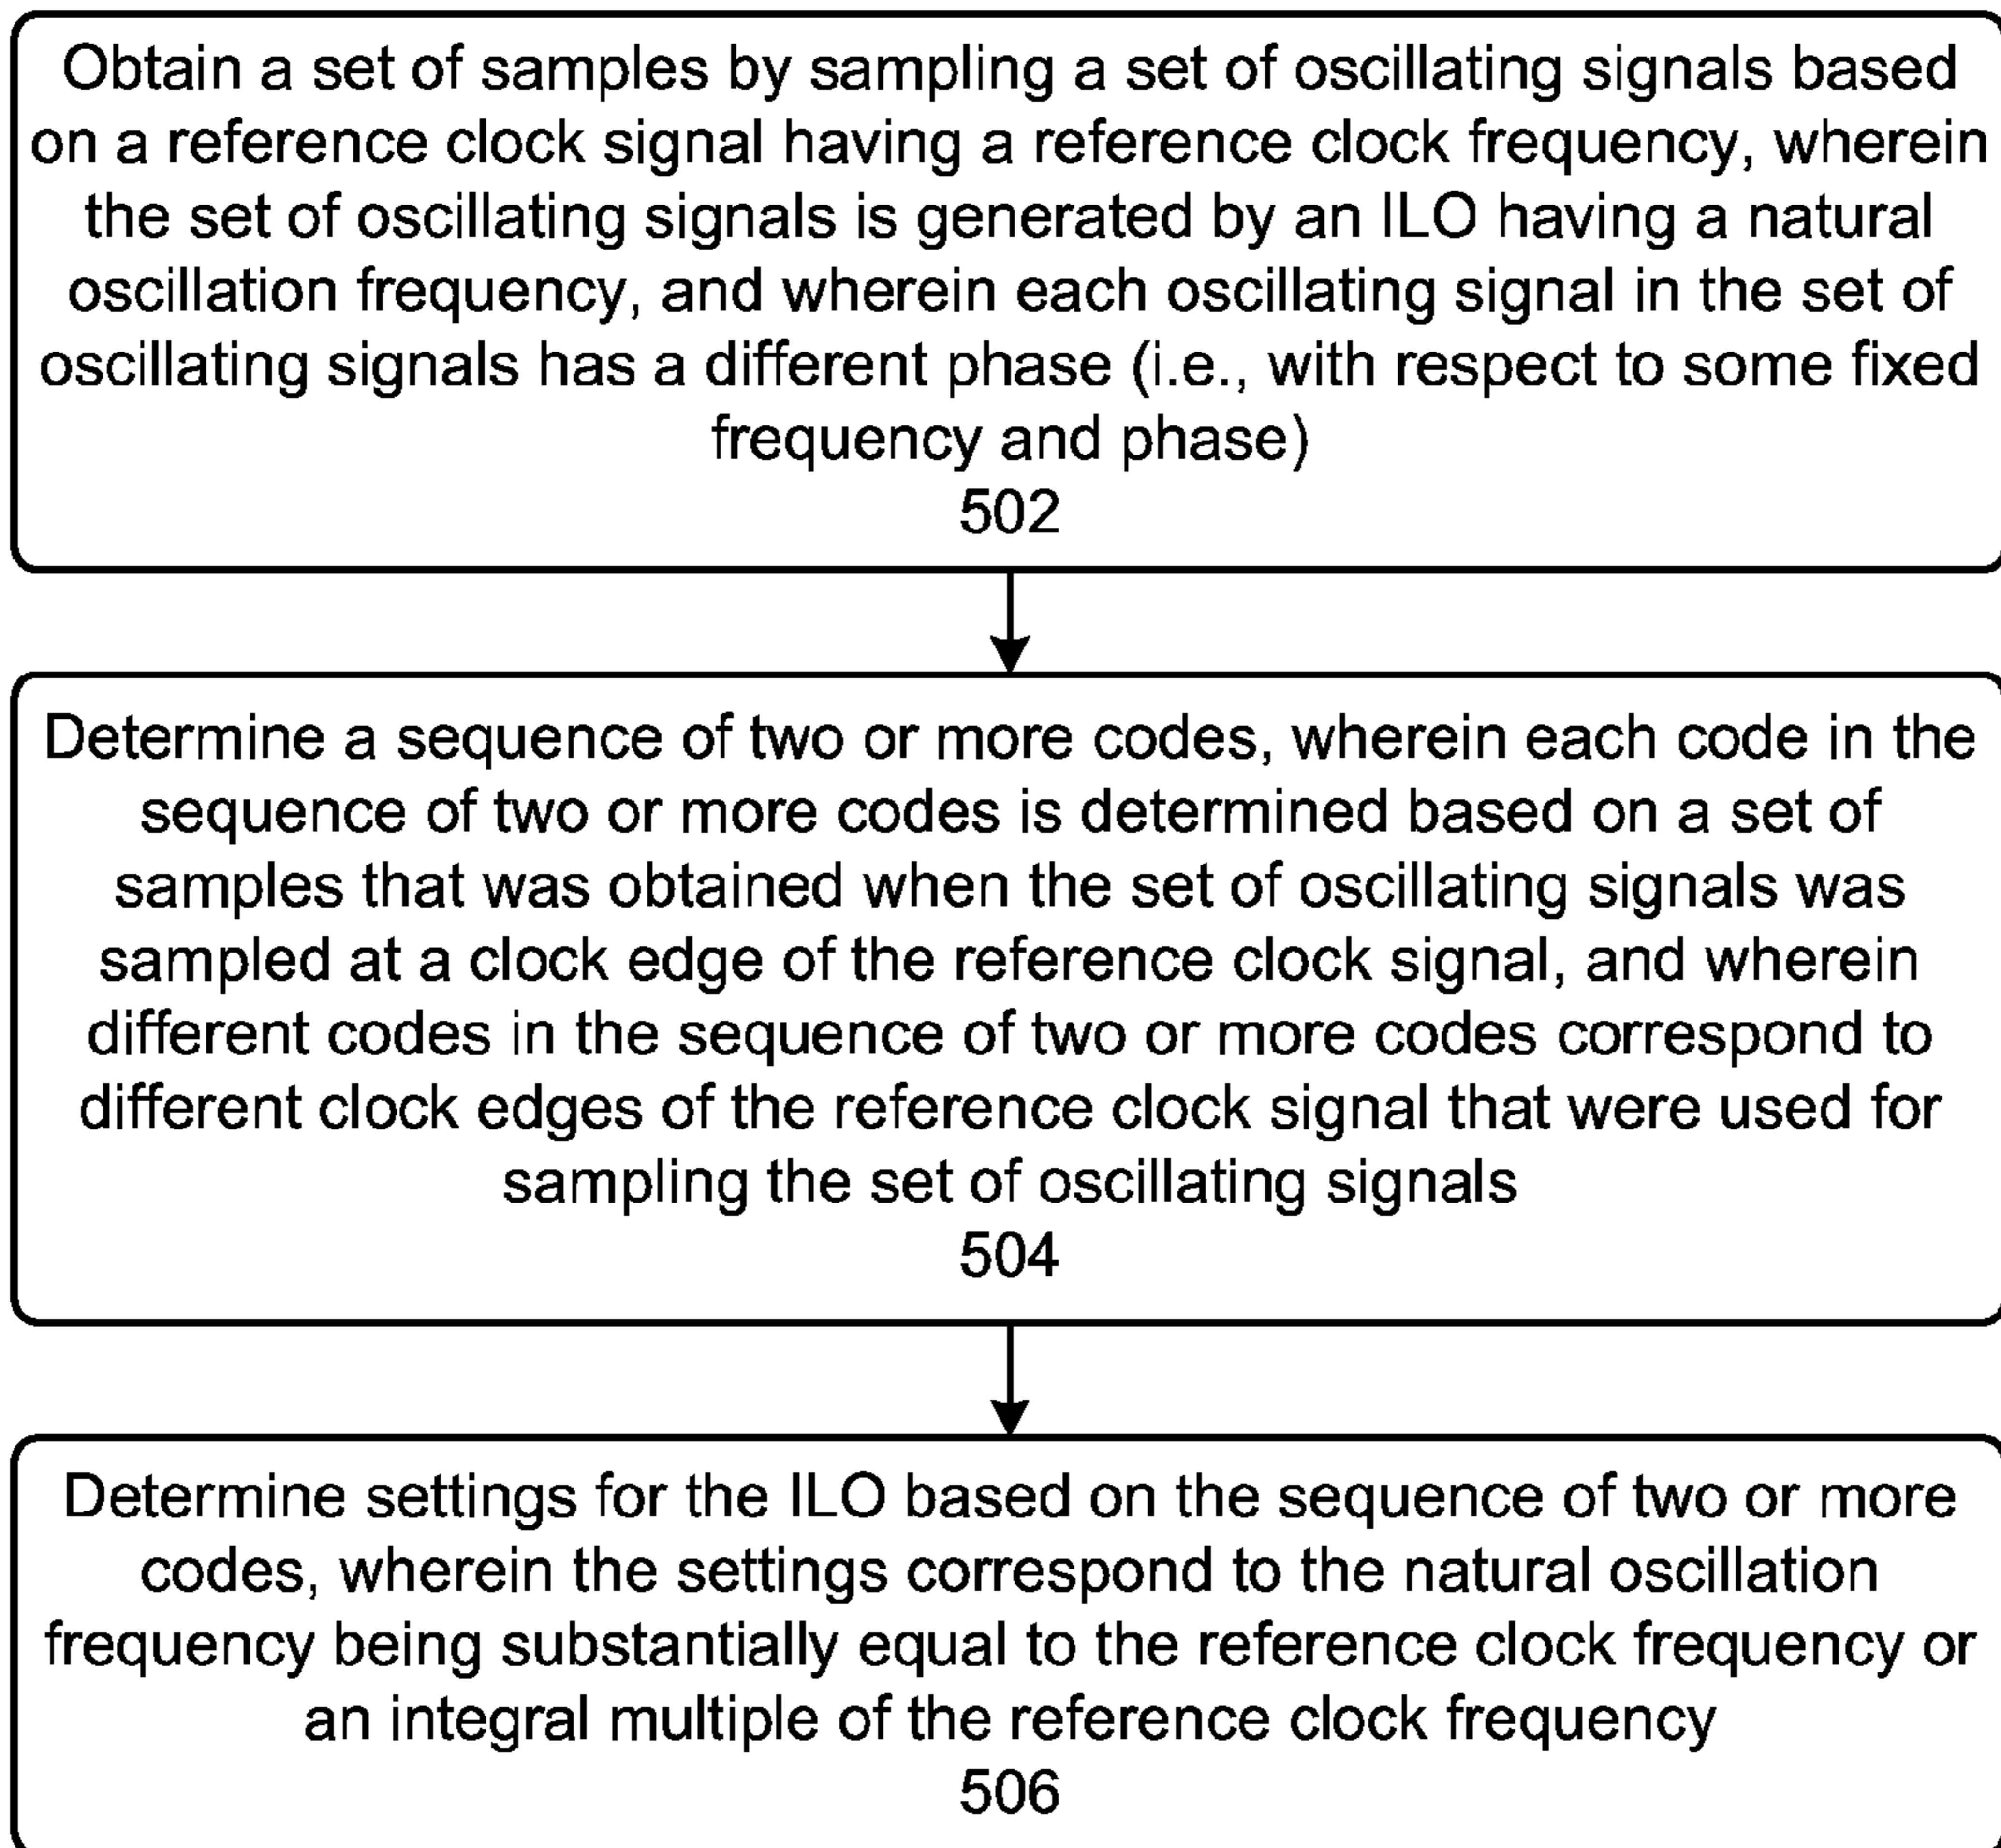 Obtain a set of samples by sampling a set of oscillating signals based
on a reference clock signal having a reference clock frequency, wherein
the set of oscillating signals is generated by an ILO having a natural
oscillation frequency, and wherein each oscillating signal in the set of
oscillating signals has a different phase (i.e., with respect to some fixed
frequency and phase)
502
Determine a sequence of two or more codes, wherein each code in the
sequence of two or more codes is determined based on a set of
samples that was obtained when the set of oscillating signals was
sampled at a clock edge of the reference clock signal, and wherein
different codes in the sequence of two or more codes correspond to
different clock edges of the reference clock signal that were used for
sampling the set of oscillating signals
504
Determine settings for the ILO based on the sequence of two or more
codes, wherein the settings correspond to the natural oscillation
frequency being substantially equal to the reference clock frequency or
an integral multiple of the reference clock frequency
506